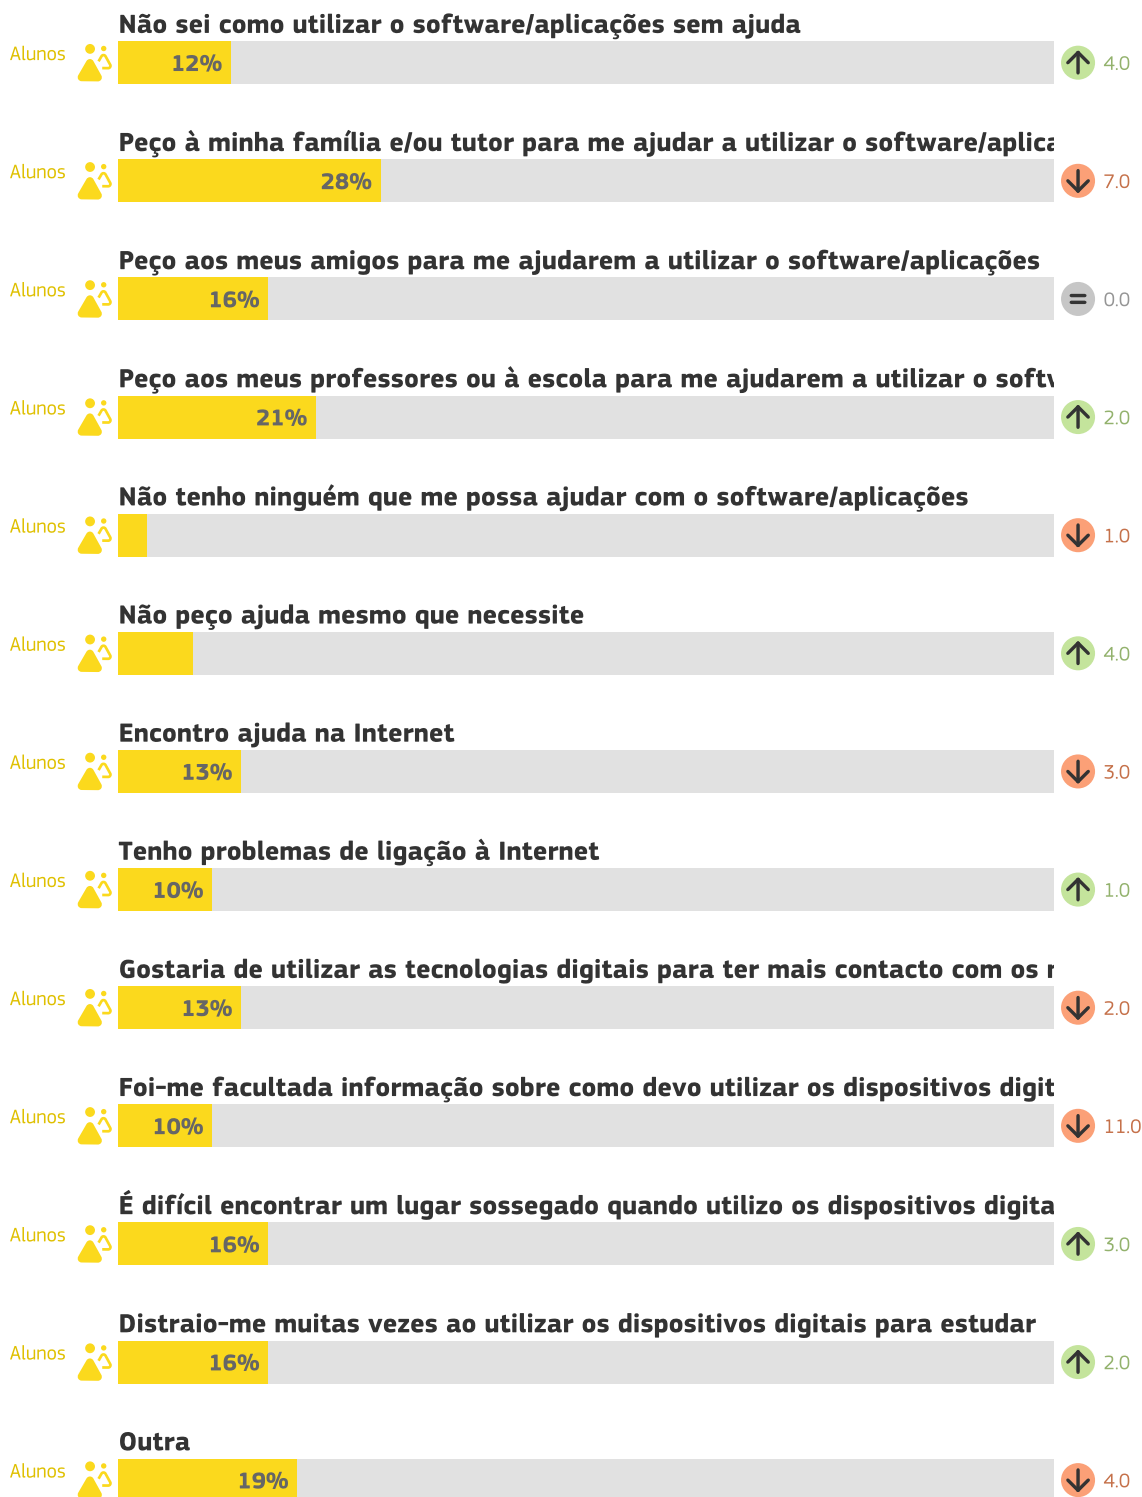 Não sei como utilizar o software/aplicações sem ajuda
Alunos 12% 4.0
Peço à minha família e/ou tutor para me ajudar a utilizar o software/aplica
Alunos 28% 7.0
Peço aos meus amigos para me ajudarem a utilizar o software/aplicações
Alunos 16% = 0.0
Peço aos meus professores ou à escola para me ajudarem a utilizar o softw
Alunos 21% 2.0
Não tenho ninguém que me possa ajudar com o software/aplicações
Alunos 1.0
Não peço ajuda mesmo que necessite
Alunos 4.0
Encontro ajuda na Internet
Alunos 13% 3.0
Tenho problemas de ligação à Internet
Alunos 10% 1.0
Gostaria de utilizar as tecnologias digitais para ter mais contacto com os
Alunos 13% 2.0
Foi-me facultada informação sobre como devo utilizar os dispositivos digit
Alunos 10% 11.0
É difícil encontrar um lugar sossegado quando utilizo os dispositivos digita
Alunos 16% 3.0
Distraio-me muitas vezes ao utilizar os dispositivos digitais para estudar
Alunos 16% 2.0
Outra
Alunos 19% 4.0